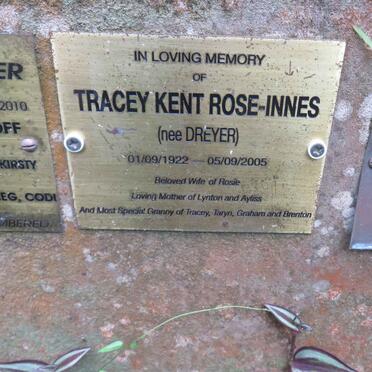 IN LOVING MEMORY
OF
TRACEY KENT ROSE-INNES
(nee DREYER)
01/09/1922 — 05/09/2005
Beloved Wife of Rosie
Loving Mother of Lynton and Ayliss
And Most Special Granny of Tracey, Taryn, Graham and Brenton
ER
2010
OFF
KIRSTY
EG, CODI
MBERED